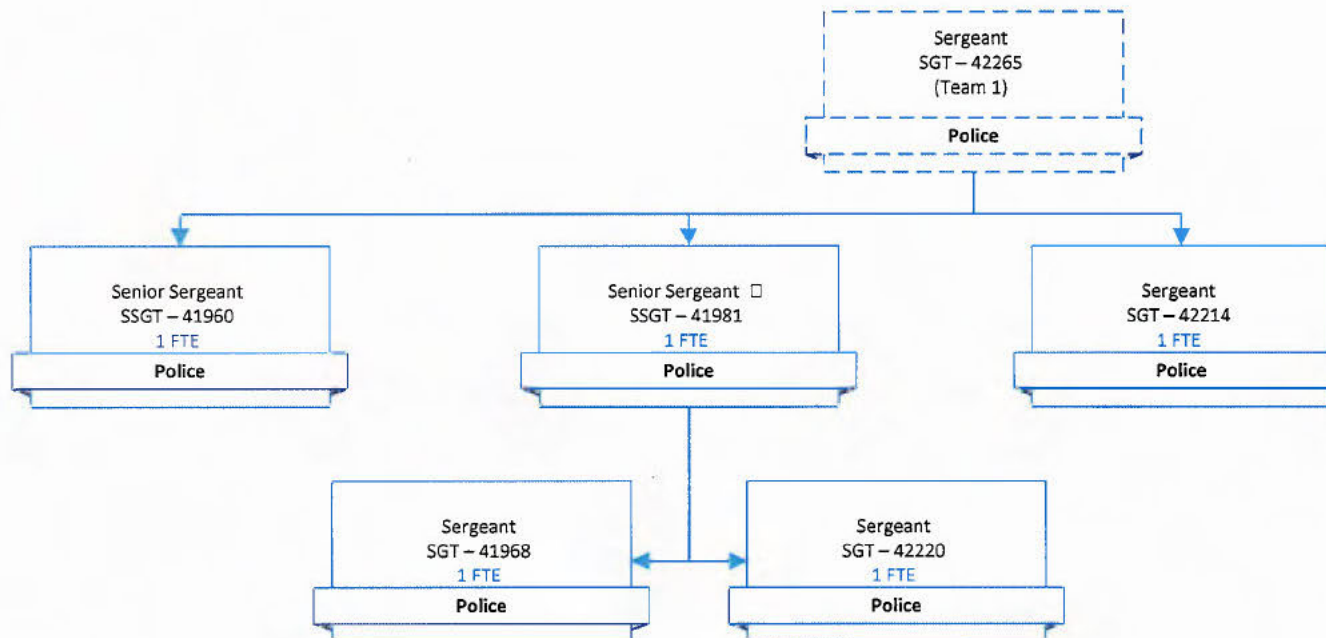 Sergeant
SGT – 42265
(Team 1)
Police
Senior Sergeant
SSGT – 41960
1 FTE
Police
Senior Sergeant □
SSGT – 41981
1 FTE
Police
Sergeant
SGT – 42214
1 FTE
Police
Sergeant
SGT – 41968
1 FTE
Police
Sergeant
SGT – 42220
1 FTE
Police